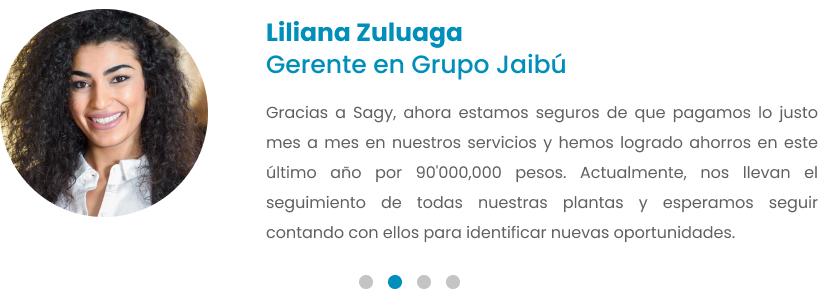 Liliana Zuluaga
Gerente en Grupo Jaibú
Gracias a Sagy, ahora estamos seguros de que pagamos lo justo
mes a mes en nuestros servicios y hemos logrado ahorros en este
último año por 90'000,000 pesos. Actualmente, nos llevan el
seguimiento de todas nuestras plantas y esperamos seguir
contando con ellos para identificar nuevas oportunidades.